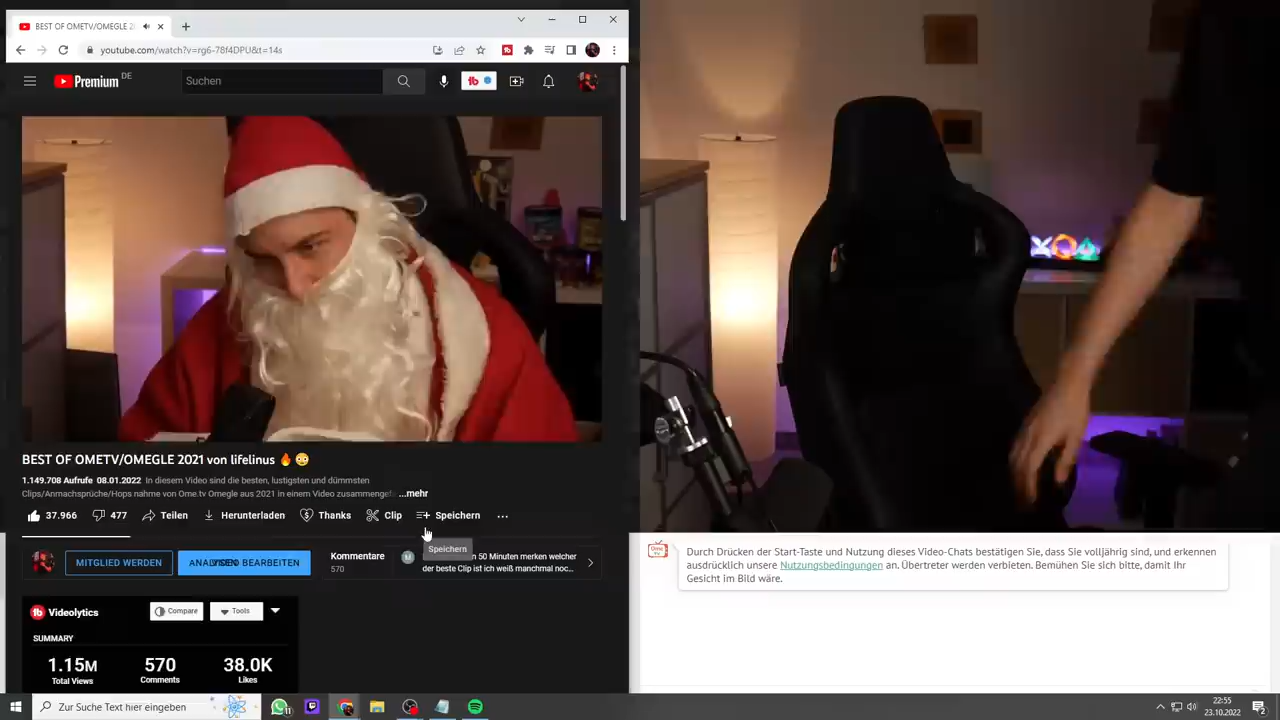 BEST OF OMETV/OMEGLE 20
youtube.com/watch?v=rg6-78f4DPU&t=14s
Premium DE
Suchen
BEST OF OMETV/OMEGLE 2021 von lifelinus 🔥😳
1.149.708 Aufrufe 08.01.2022 In diesem Video sind die besten, lustigsten und dümmsten
Clips/Anmachsprüche/Hops nahme von Ome.tv Omegle aus 2021 in einem Video zusammengef ...mehr
37.966 477 Teilen Herunterladen Thanks Clip Speichern ...
Speichern
MITGLIED WERDEN
VIDEO BEARBEITEN
Kommentare
570
M
50 Minuten merken welcher
der beste Clip ist ich weiß manchmal noc...
Videolytics
Compare
Tools
SUMMARY
1.15M 570 38.0K
Total Views Comments Likes
Ome TV
Durch Drücken der Start-Taste und Nutzung dieses Video-Chats bestätigen Sie, dass Sie volljährig sind, und erkennen
ausdrücklich unsere Nutzungsbedingungen an. Übertreter werden verbieten. Bemühen Sie sich bitte, damit Ihr
Gesicht im Bild wäre.
Zur Suche Text hier eingeben
11
22:55
23.10.2022
2